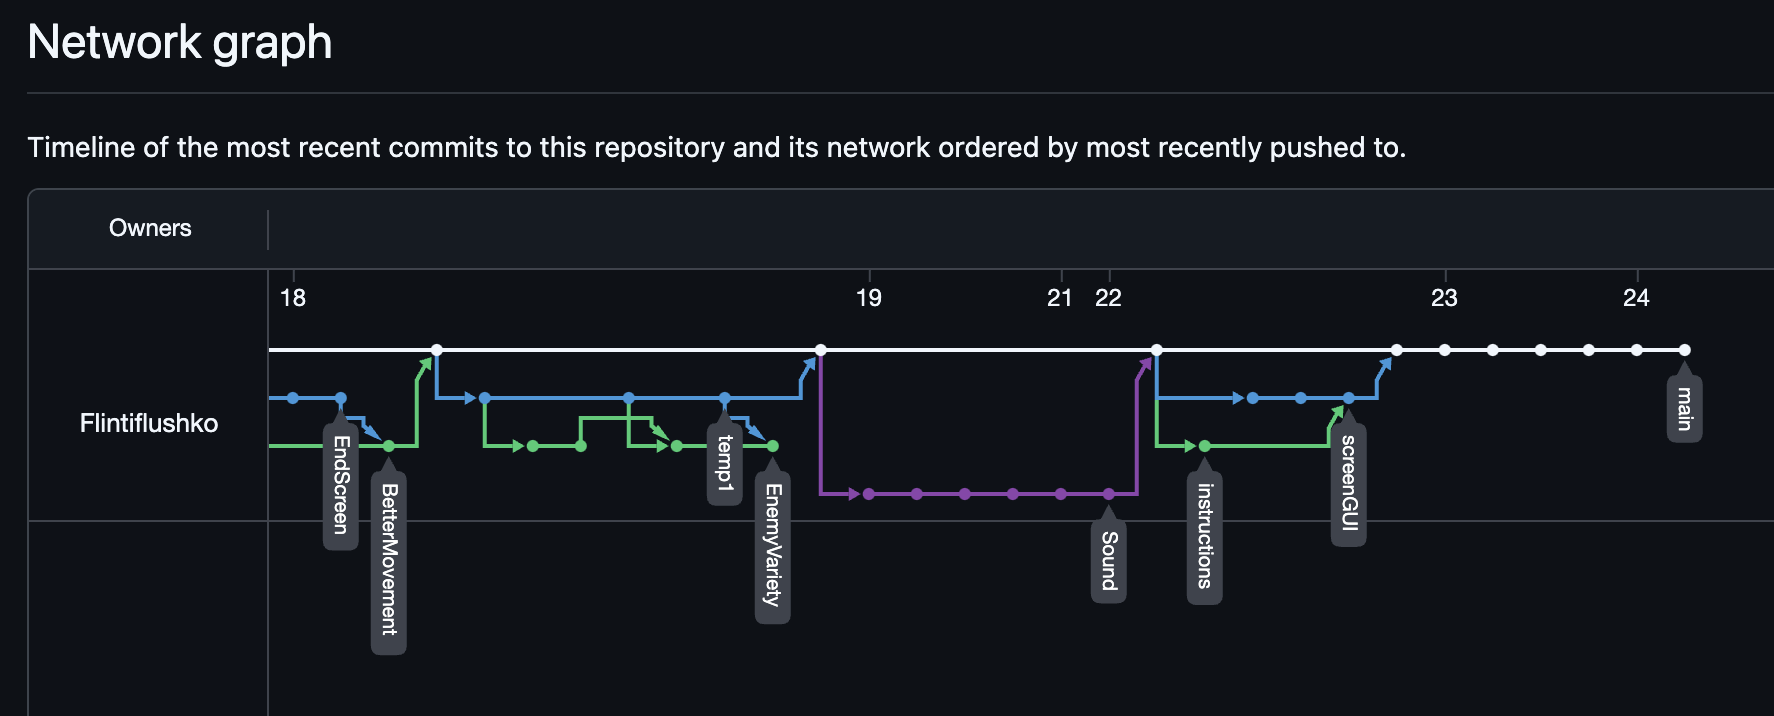 Network graph
Timeline of the most recent commits to this repository and its network ordered by most recently pushed to.
Owners
18
19
21
22
23
24
Flintiflushko
EndScreen
BetterMovement
temp1
EnemyVariety
Sound
instructions
screenGUI
main